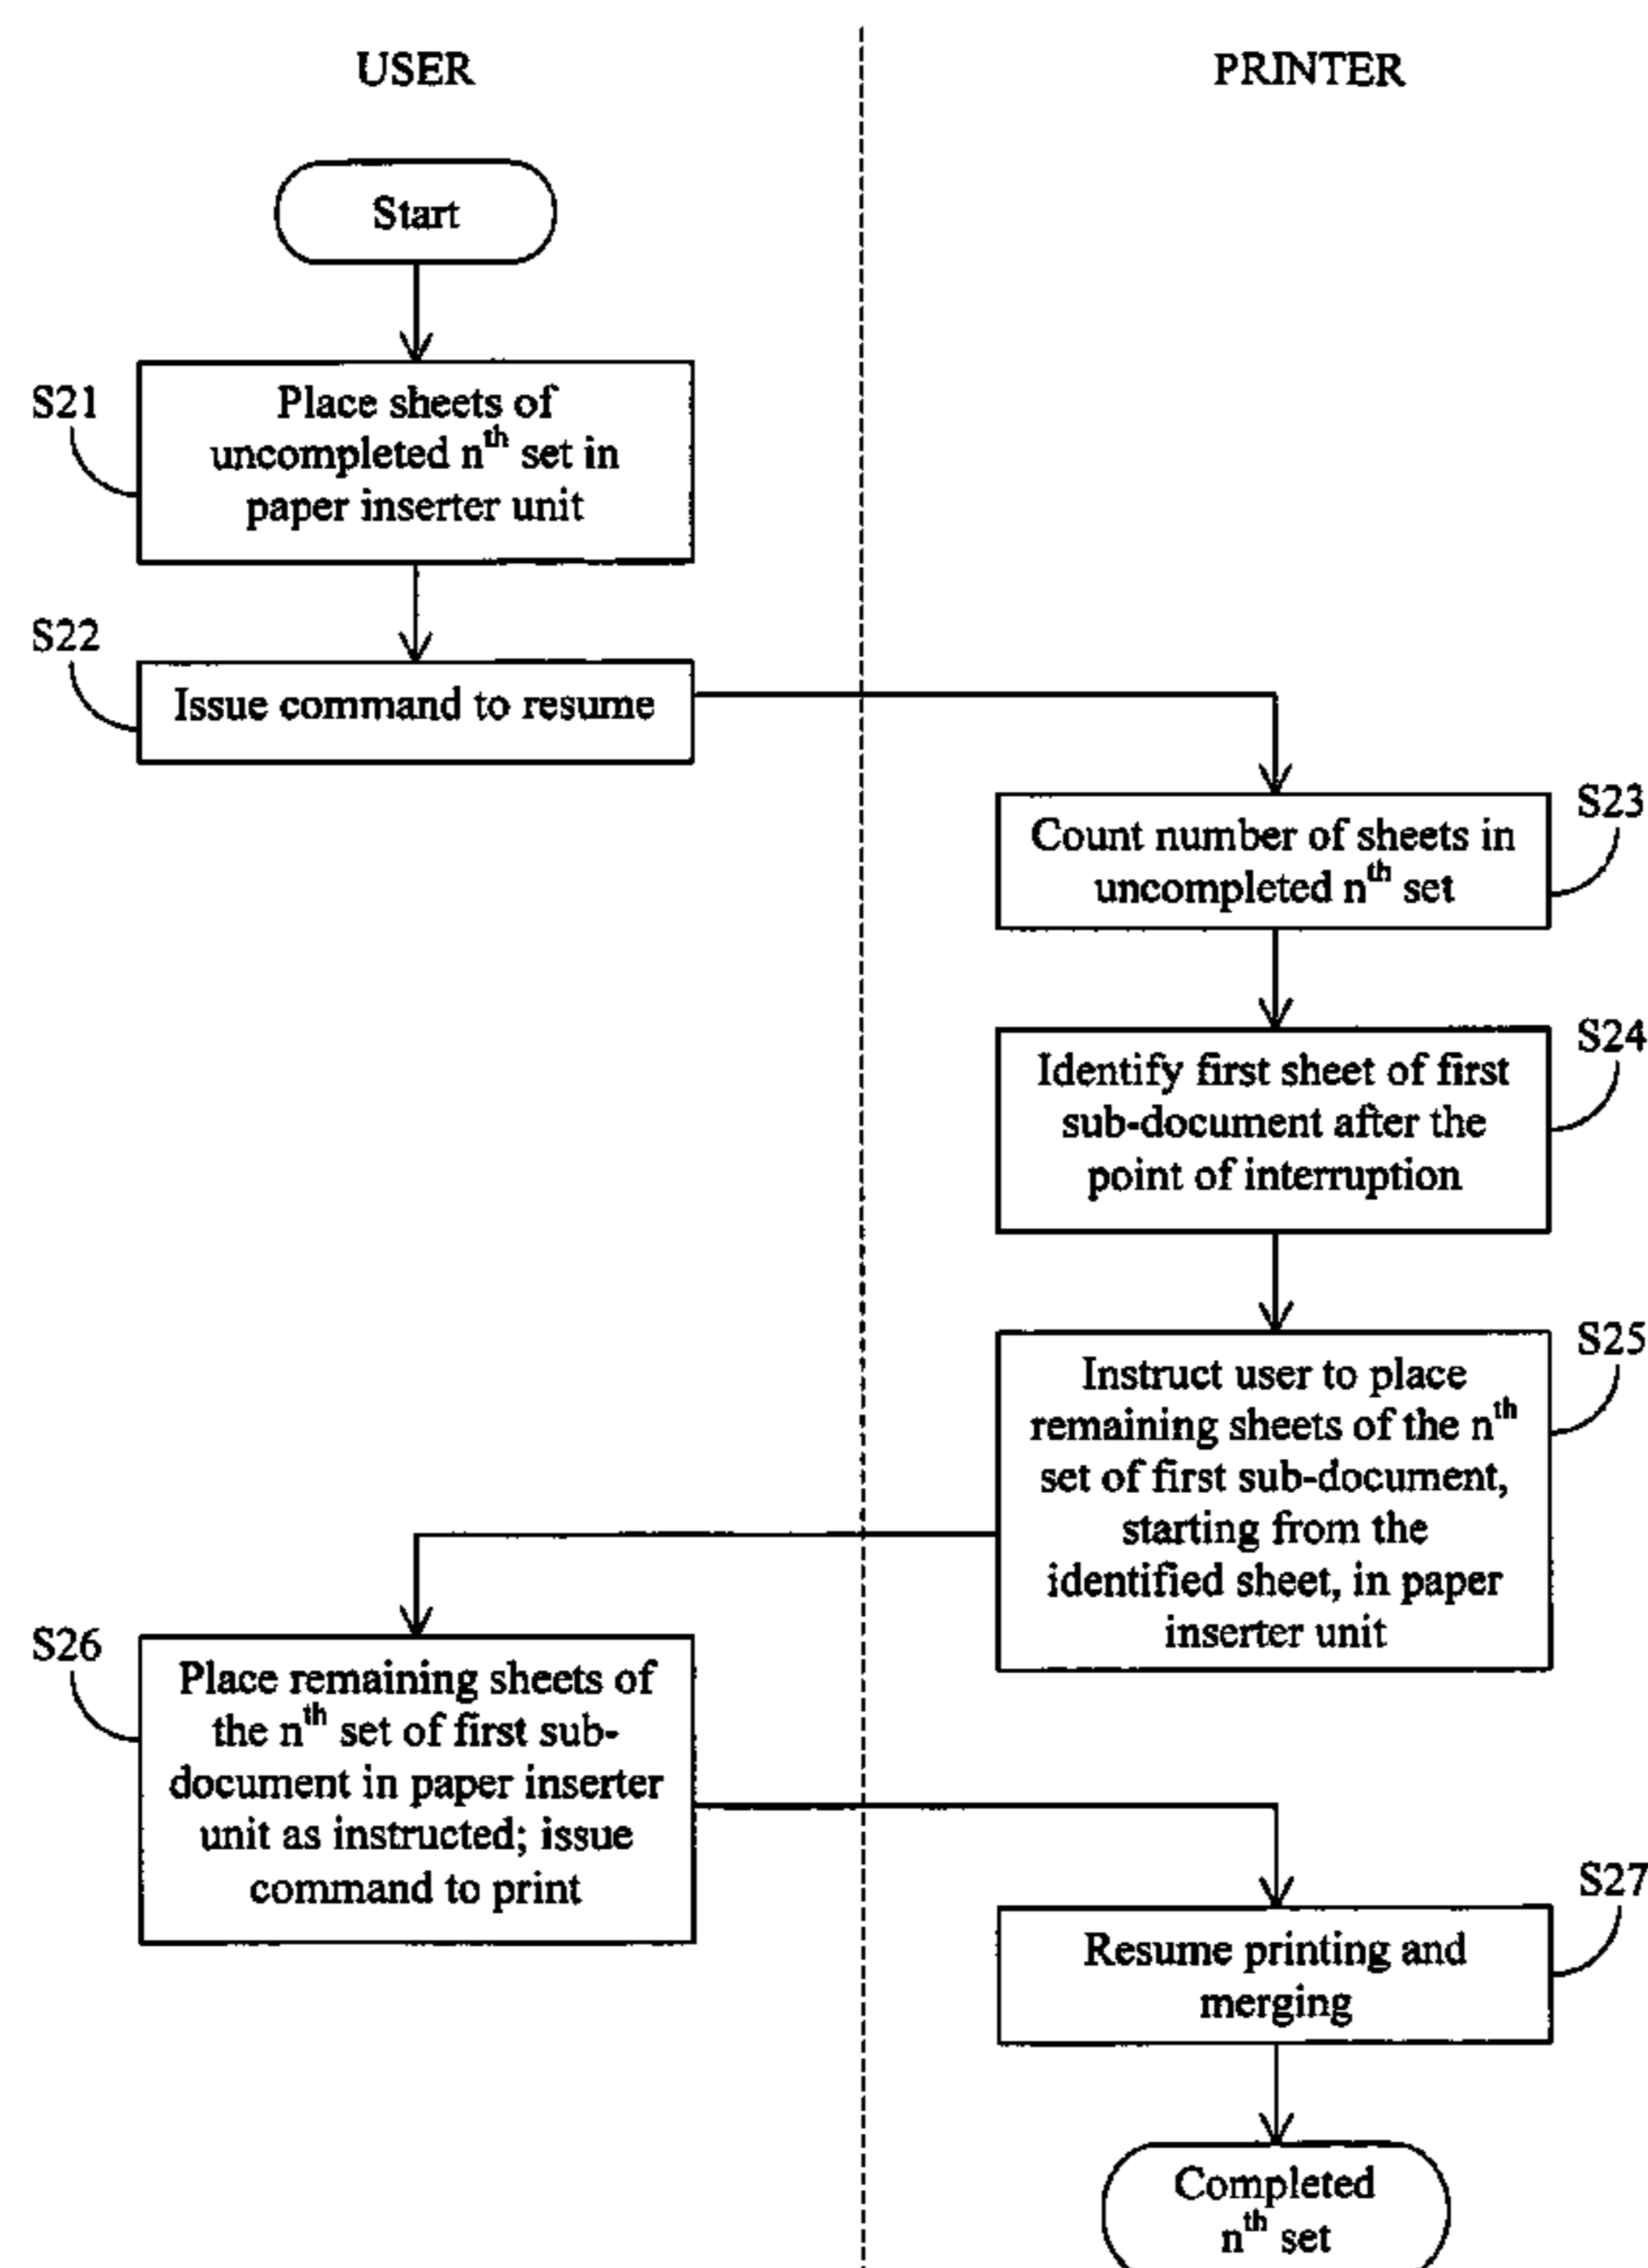 USER
PRINTER
Start
S21
Place sheets of
uncompleted nth set in
paper inserter unit
S22
Issue command to resume
S23
Count number of sheets in
uncompleted nth set
S24
Identify first sheet of first
sub-document after the
point of interruption
S25
Instruct user to place
remaining sheets of the nth
set of first sub-document,
starting from the
identified sheet, in paper
inserter unit
S26
Place remaining sheets of
the nth set of first sub-
document in paper inserter
unit as instructed; issue
command to print
S27
Resume printing and
merging
Completed
nth set